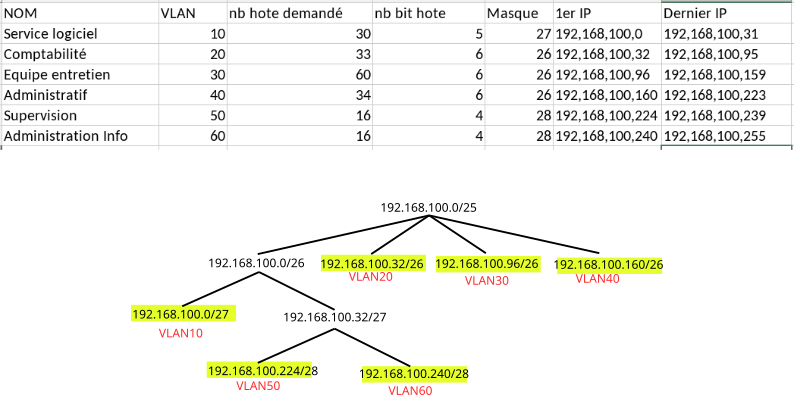 NOM VLAN nb hote demandé nb bit hote Masque 1er IP Dernier IP
Service logiciel 10 30 5 27 192,168,100,0 192,168,100,31
Comptabilité 20 33 6 26 192,168,100,32 192,168,100,95
Equipe entretien 30 60 6 26 192,168,100,96 192,168,100,159
Administratif 40 34 6 26 192,168,100,160 192,168,100,223
Supervision 50 16 4 28 192,168,100,224 192,168,100,239
Administration Info 60 16 4 28 192,168,100,240 192,168,100,255
192.168.100.0/25
192.168.100.0/26 192.168.100.32/26 192.168.100.96/26 192.168.100.160/26
VLAN20 VLAN30 VLAN40
192.168.100.0/27 192.168.100.32/27
VLAN10
192.168.100.224/28 192.168.100.240/28
VLAN50 VLAN60